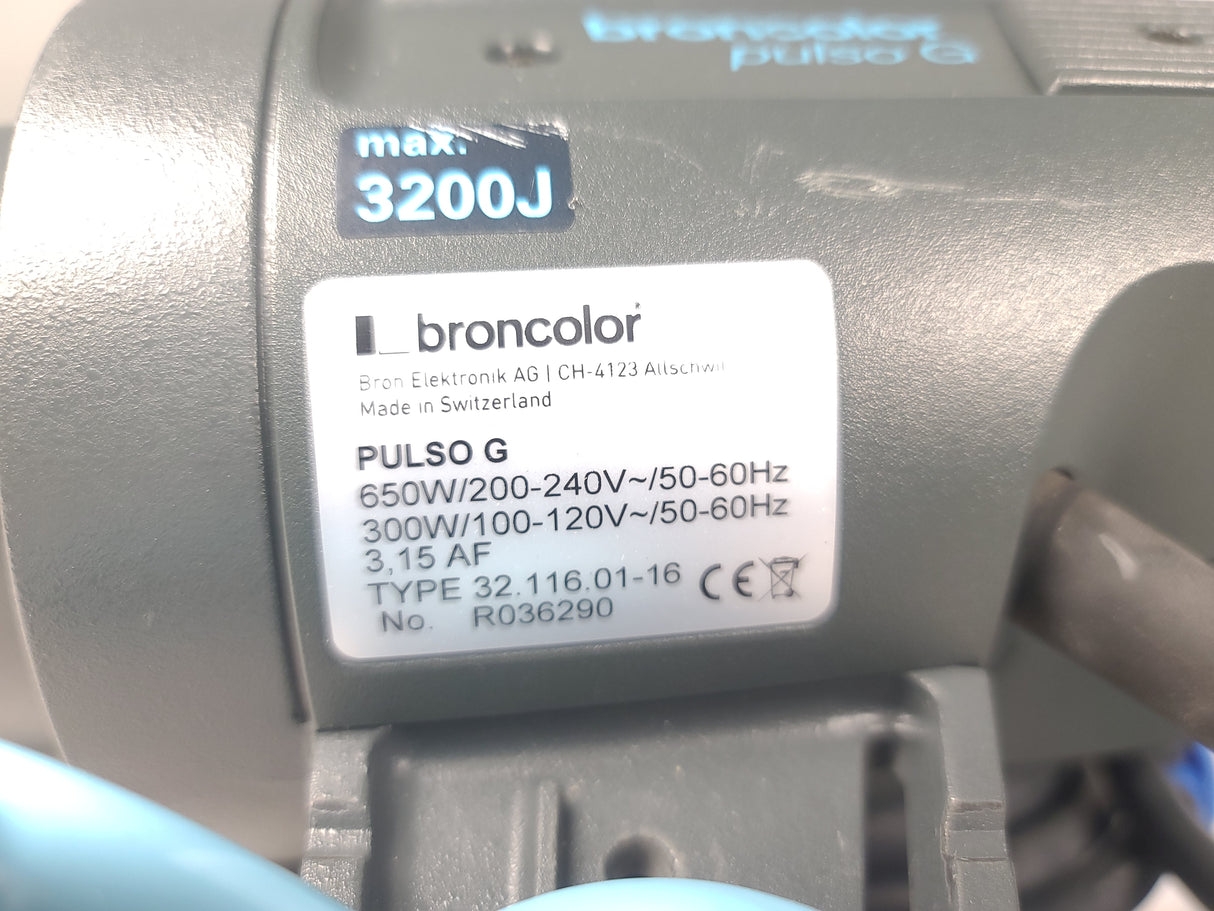 broncolor
pulso G
max.
3200J
broncolor
Bron Elektronik AG | CH-4123 Allschwil
Made in Switzerland
PULSO G
650W/200-240V~/50-60Hz
300W/100-120V~/50-60Hz
3,15 AF
TYPE 32.116.01-16 CE
No. R036290